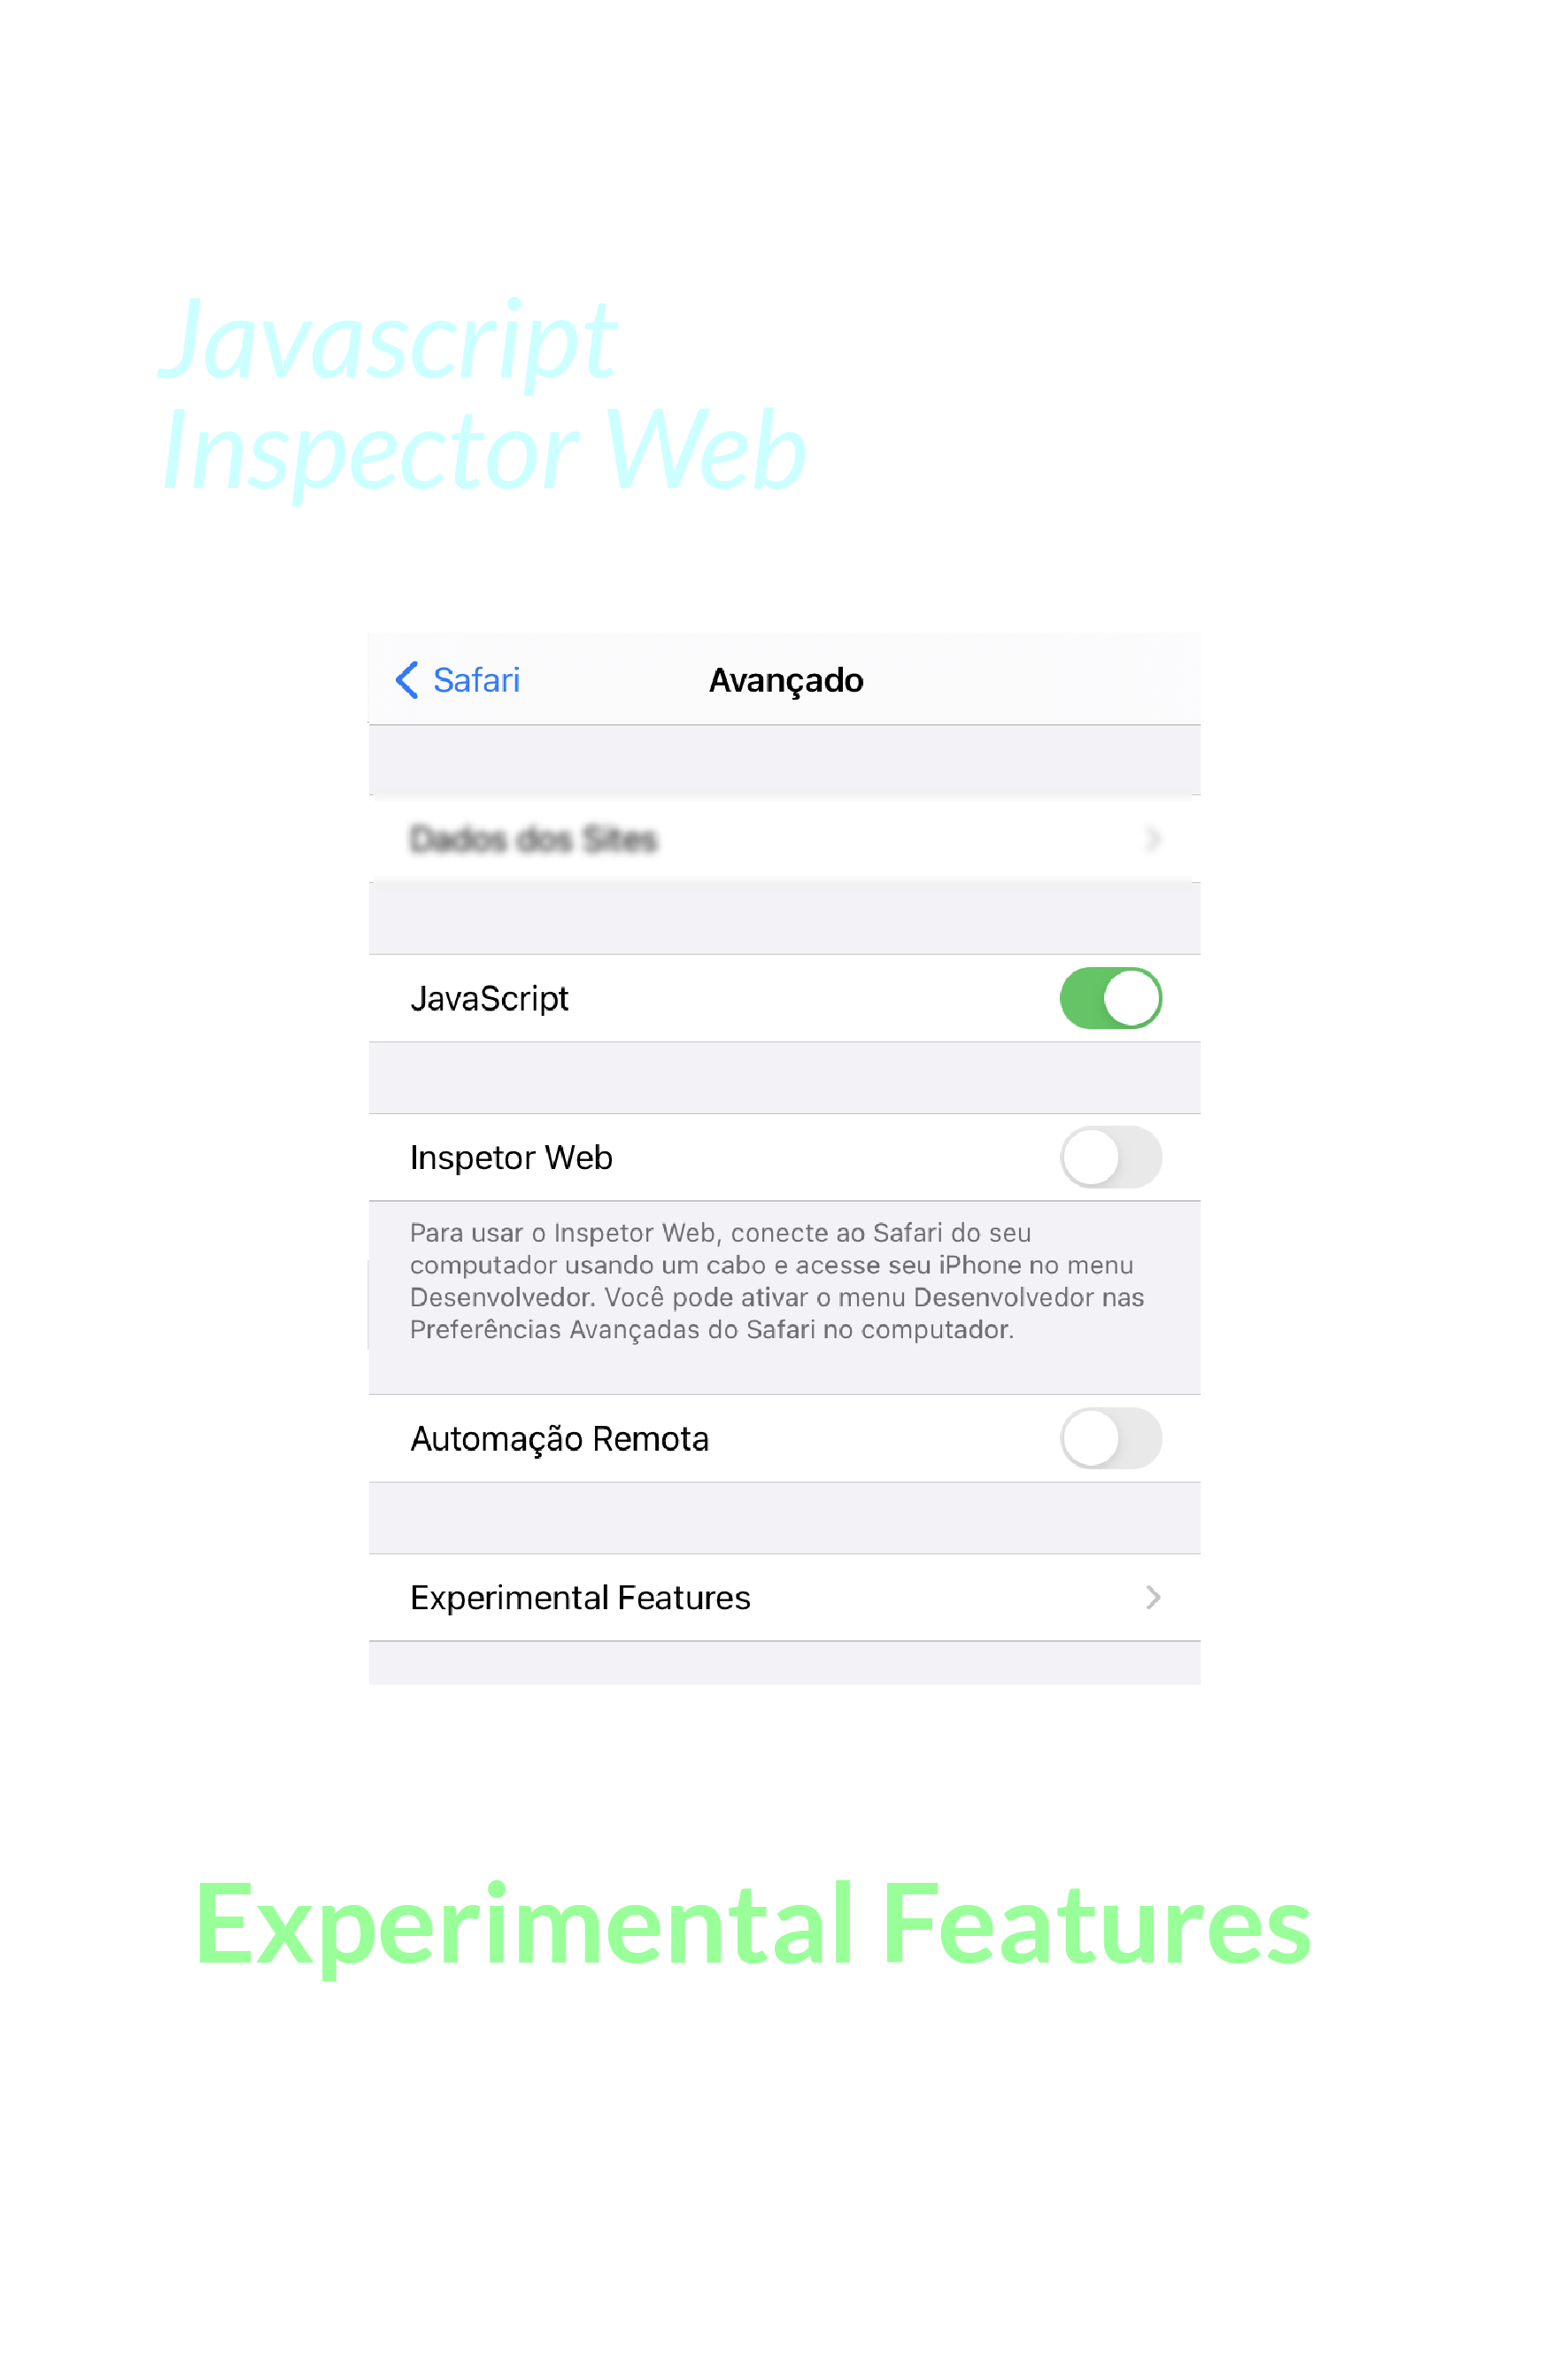 Javascript
Inspector Web
Safari
Avançado
Dados dos Sites
JavaScript
Inspetor Web
Para usar o Inspetor Web, conecte ao Safari do seu
computador usando um cabo e acesse seu iPhone no menu
Desenvolvedor. Você pode ativar o menu Desenvolvedor nas
Preferências Avançadas do Safari no computador.
Automação Remota
Experimental Features
Experimental Features